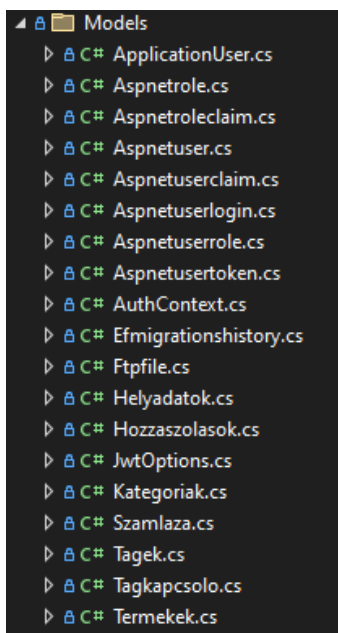 Models
C# ApplicationUser.cs
C# Aspnetrole.cs
C# Aspnetroleclaim.cs
C# Aspnetuser.cs
C# Aspnetuserclaim.cs
C# Aspnetuserlogin.cs
C# Aspnetuserrole.cs
C# Aspnetusertoken.cs
C# AuthContext.cs
C# Efmigrationshistory.cs
C# Ftpfile.cs
C# Helyadatok.cs
C# Hozzaszolasok.cs
C# JwtOptions.cs
C# Kategoriak.cs
C# Szamlaza.cs
C# Tagek.cs
C# Tagkapcsolo.cs
C# Termekek.cs